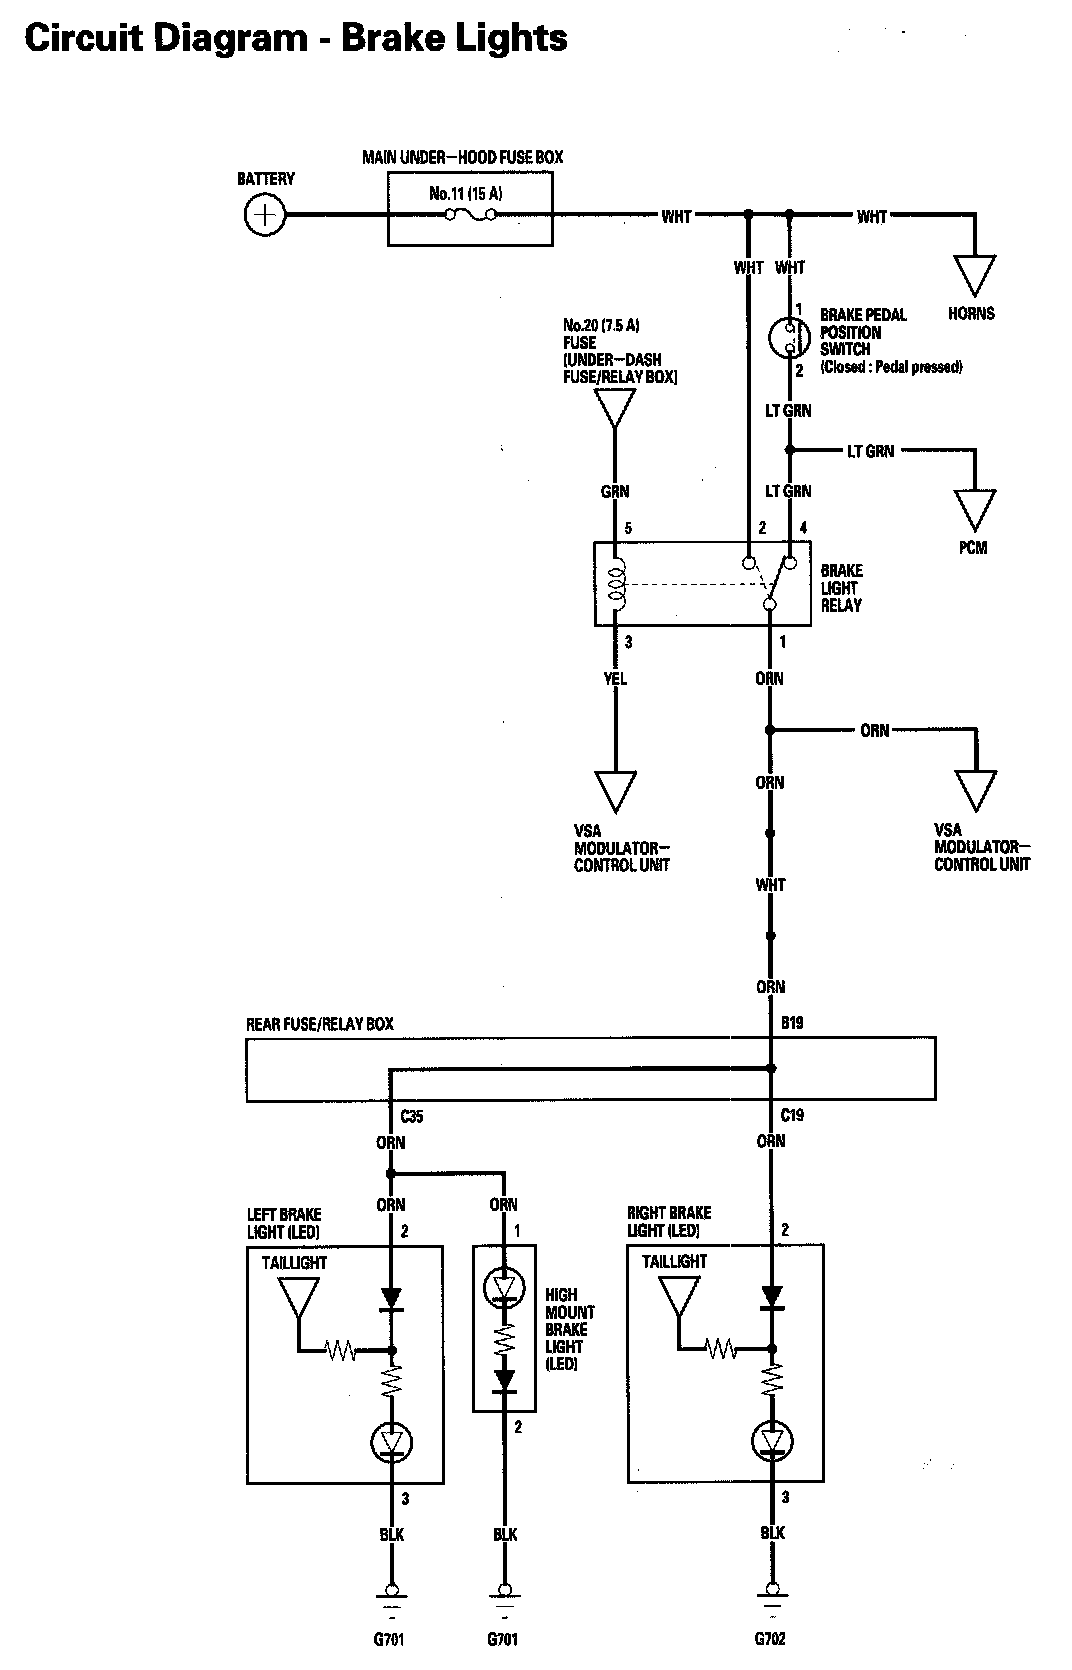 Circuit Diagram - Brake Lights
MAIN UNDER-HOOD FUSE BOX
BATTERY
No.11 (15 A)
WHT
WHT
WHT
WHT
HORNS
1
BRAKE PEDAL
POSITION
SWITCH
(Closed : Pedal pressed)
2
No.20 (7.5 A)
FUSE
(UNDER-DASH
FUSE/RELAY BOX)
LT GRN
LT GRN
LT GRN
GRN
PCM
5
2
4
BRAKE
LIGHT
RELAY
3
1
YEL
ORN
ORN
ORN
VSA
MODULATOR-
CONTROL UNIT
VSA
MODULATOR-
CONTROL UNIT
WHT
ORN
REAR FUSE/RELAY BOX
B19
C35
C19
ORN
ORN
ORN
ORN
LEFT BRAKE
LIGHT (LED)
2
1
RIGHT BRAKE
LIGHT (LED)
2
TAILLIGHT
TAILLIGHT
HIGH
MOUNT
BRAKE
LIGHT
(LED)
2
3
3
BLK
BLK
BLK
G701
G701
G702